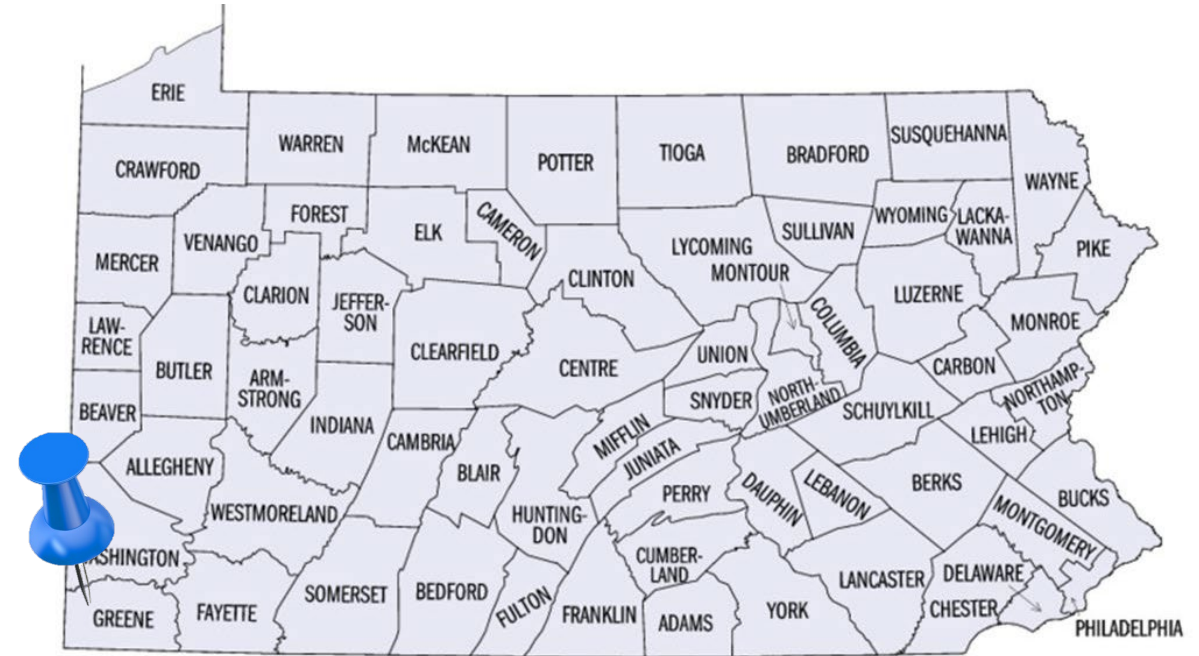 ERIE
WARREN
McKEAN
POTTER
TIOGA
BRADFORD
SUSQUEHANNA
CRAWFORD
WAYNE
FOREST
VENANGO
ELK
CAMERON
LYCOMING
SULLIVAN
WYOMING
LACKA-
WANNA
PIKE
MERCER
CLARION
JEFFER-
SON
CLINTON
MONTOUR
COLUMBIA
LUZERNE
MONROE
LAW-
RENCE
BUTLER
ARM-
STRONG
CLEARFIELD
CENTRE
UNION
CARBON
NORTHAMP-
TON
BEAVER
INDIANA
CAMBRIA
BLAIR
MIFFLIN
SNYDER
NORTH-
UMBERLAND
SCHUYLKILL
LEHIGH
ALLEGHENY
JUNIATA
PERRY
DAUPHIN
LEBANON
BERKS
BUCKS
WESTMORELAND
HUNTING-
DON
MONTGOMERY
ASHINGTON
CUMBER-
LAND
LANCASTER
DELAWARE
GREENE
FAYETTE
SOMERSET
BEDFORD
FULTON
FRANKLIN
ADAMS
YORK
CHESTER
PHILADELPHIA